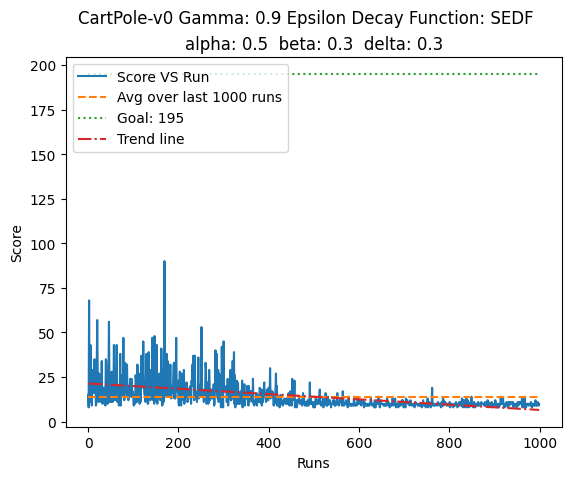 CartPole-v0 Gamma: 0.9 Epsilon Decay Function: SEDF
alpha: 0.5 beta: 0.3 delta: 0.3
Score VS Run
Avg over last 1000 runs
Goal: 195
Trend line
200
175
150
125
100
75
50
25
0
Score
0 200 400 600 800 1000
Runs